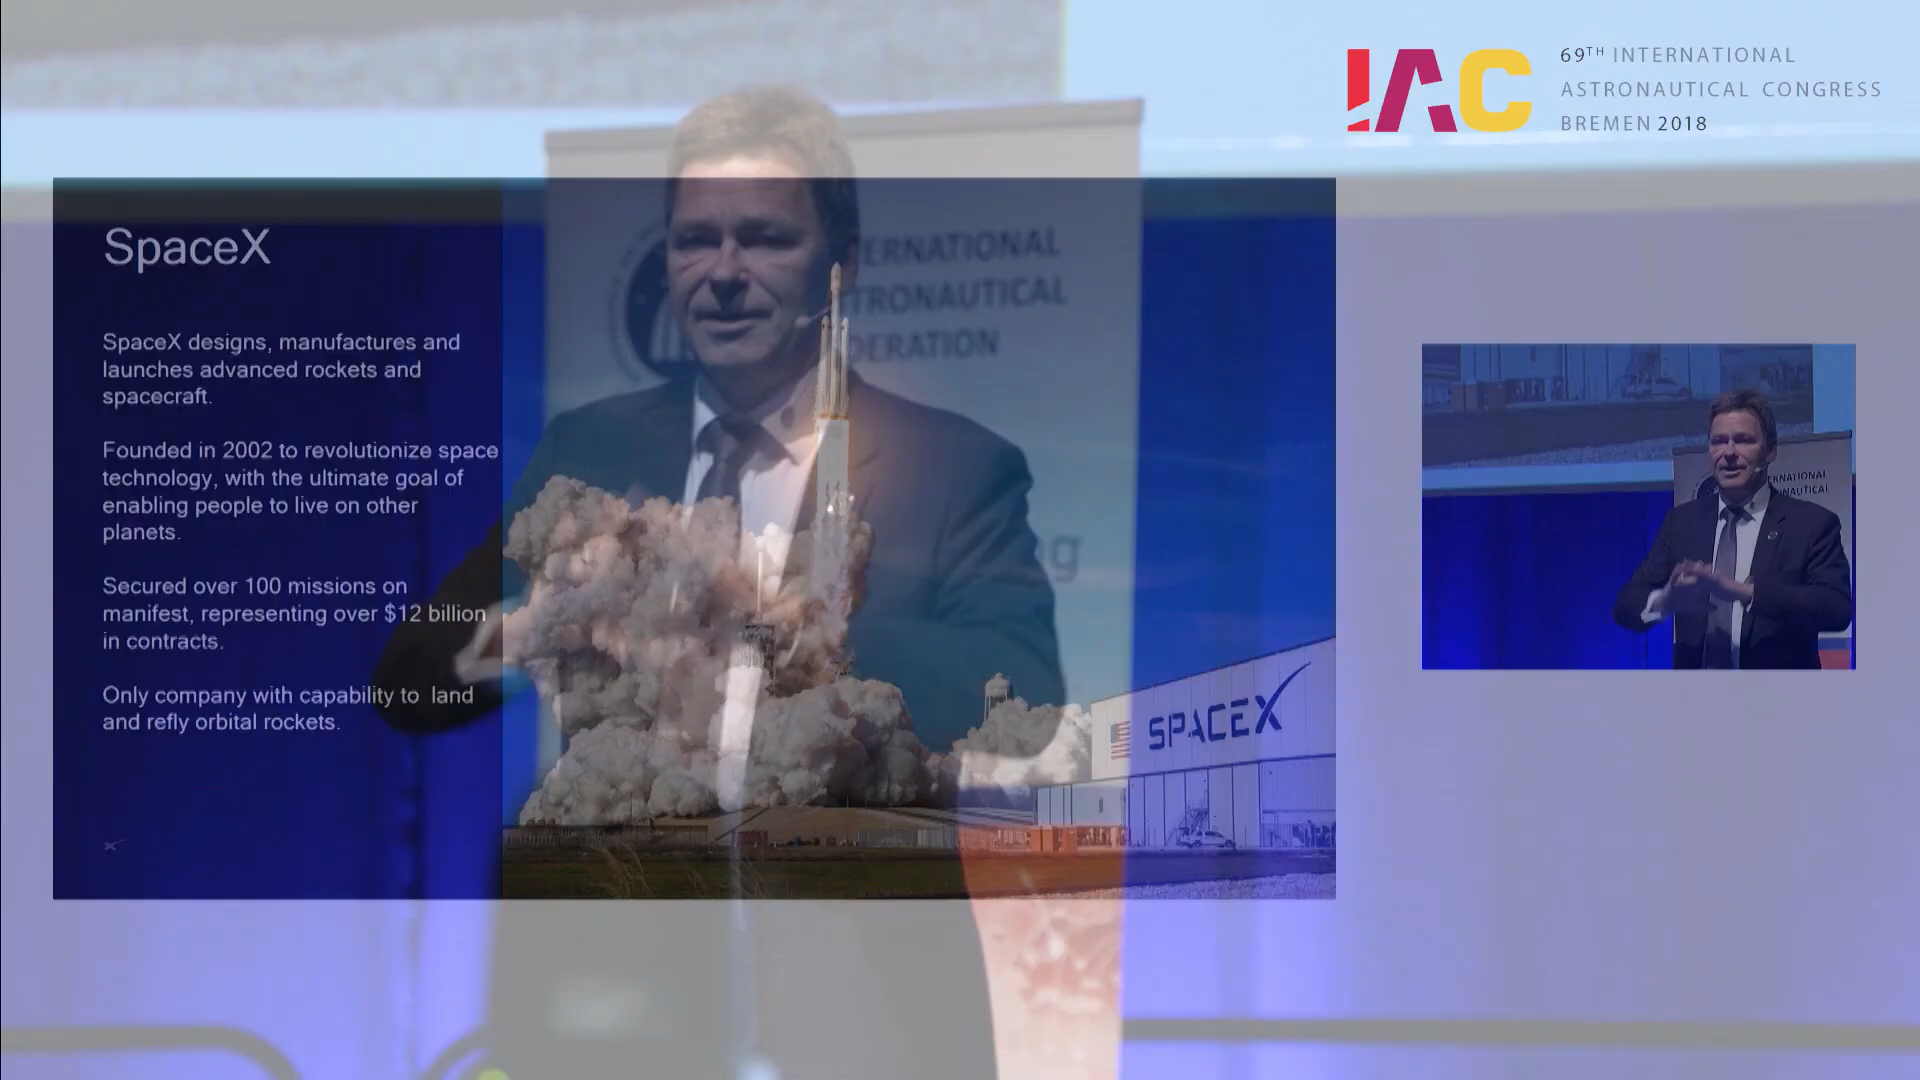 IAC
69TH INTERNATIONAL
ASTRONAUTICAL CONGRESS
BREMEN 2018
SpaceX
SpaceX designs, manufactures and
launches advanced rockets and
spacecraft.
Founded in 2002 to revolutionize space
technology, with the ultimate goal of
enabling people to live on other
planets.
Secured over 100 missions on
manifest, representing over $12 billion
in contracts.
Only company with capability to land
and refly orbital rockets.
SPACEX